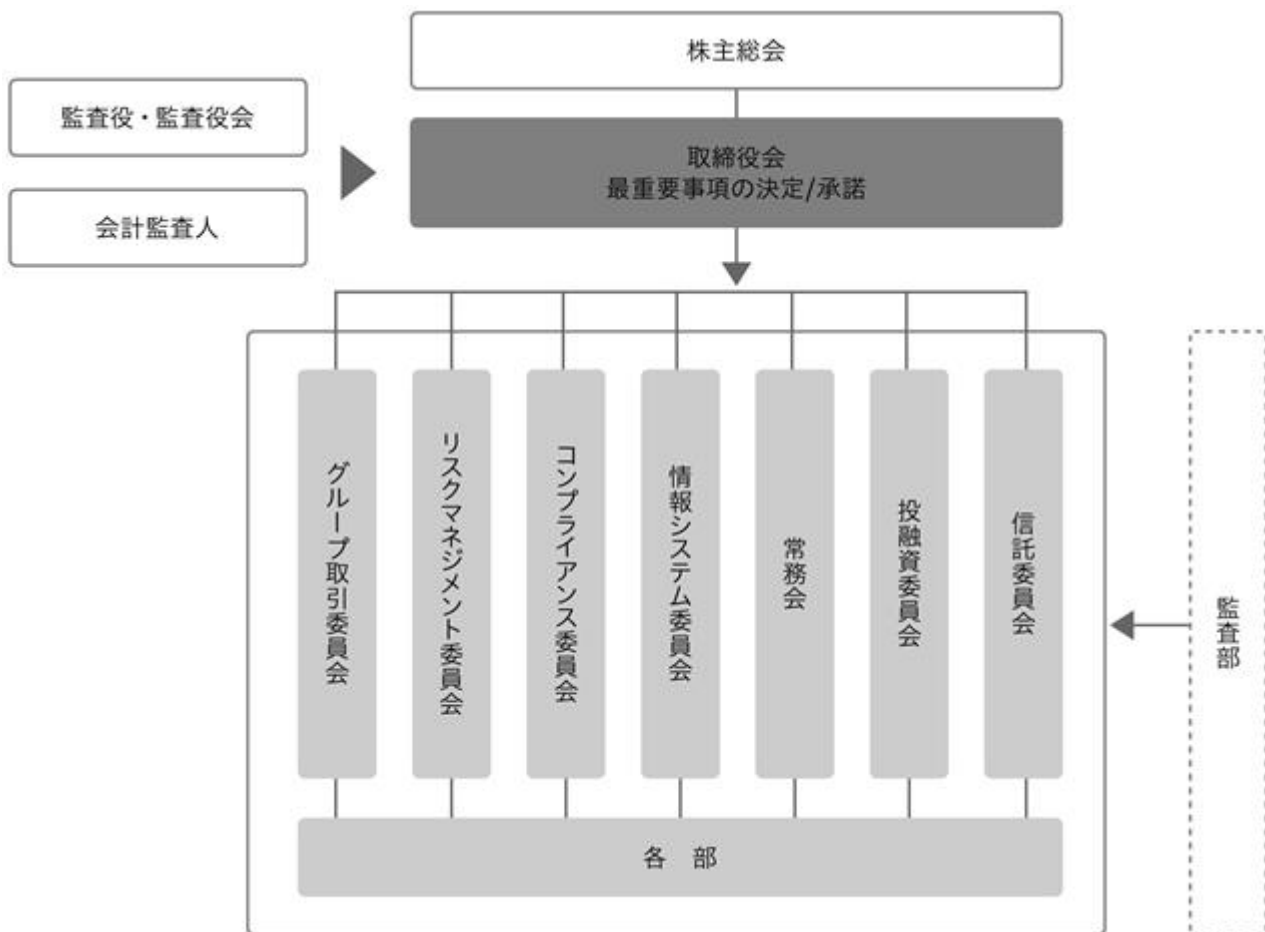 株主総会
監査役・監査役会
会計監査人
取締役会
最重要事項の決定/承諾
グループ取引委員会
リスクマネジメント委員会
コンプライアンス委員会
情報システム委員会
常務会
投融資委員会
信託委員会
監査部
各　部